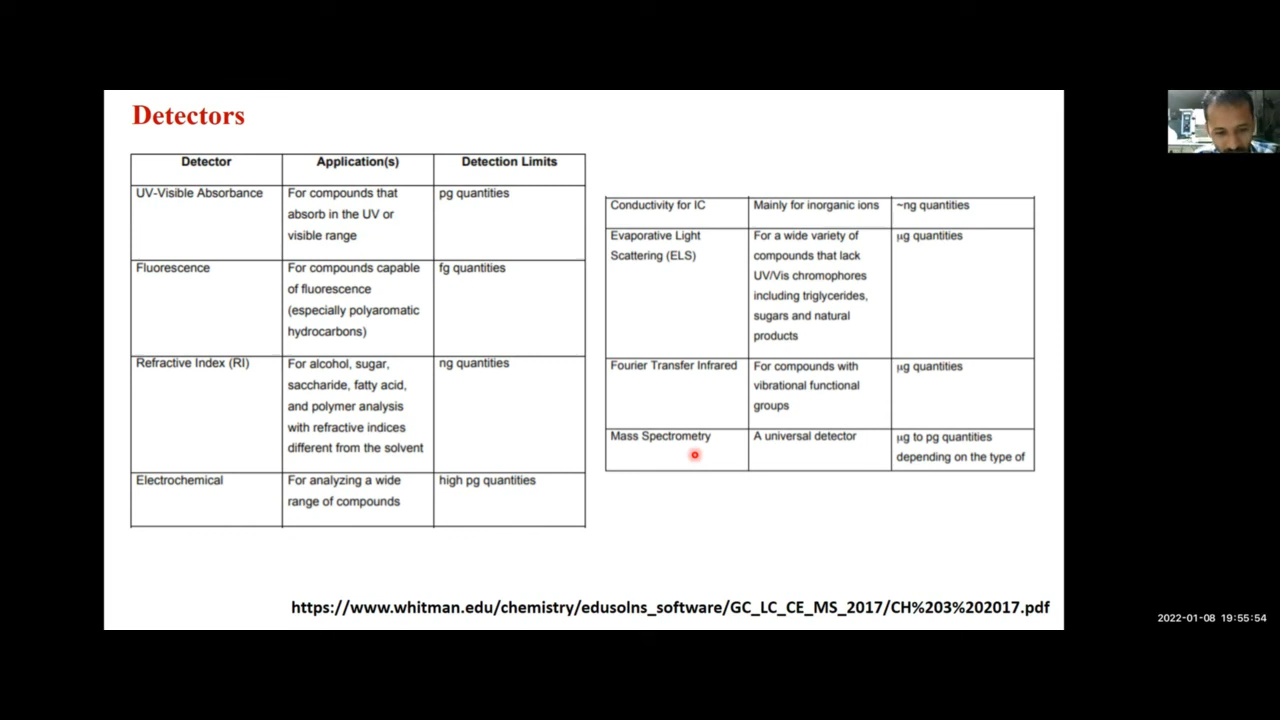 Detectors
Detector Application(s) Detection Limits
UV-Visible Absorbance For compounds that pg quantities
absorb in the UV or
visible range
Fluorescence For compounds capable fg quantities
of fluorescence
(especially polyaromatic
hydrocarbons)
Refractive Index (RI) For alcohol, sugar, ng quantities
saccharide, fatty acid,
and polymer analysis
with refractive indices
different from the solvent
Electrochemical For analyzing a wide high pg quantities
range of compounds
Conductivity for IC Mainly for inorganic ions ~ng quantities
Evaporative Light For a wide variety of μg quantities
Scattering (ELS) compounds that lack
UV/Vis chromophores
including triglycerides,
sugars and natural
products
Fourier Transfer Infrared For compounds with μg quantities
vibrational functional
groups
Mass Spectrometry A universal detector μg to pg quantities
depending on the type of
https://www.whitman.edu/chemistry/edusolns_software/GC_LC_CE_MS_2017/CH%203%202017.pdf
2022-01-08 19:55:54